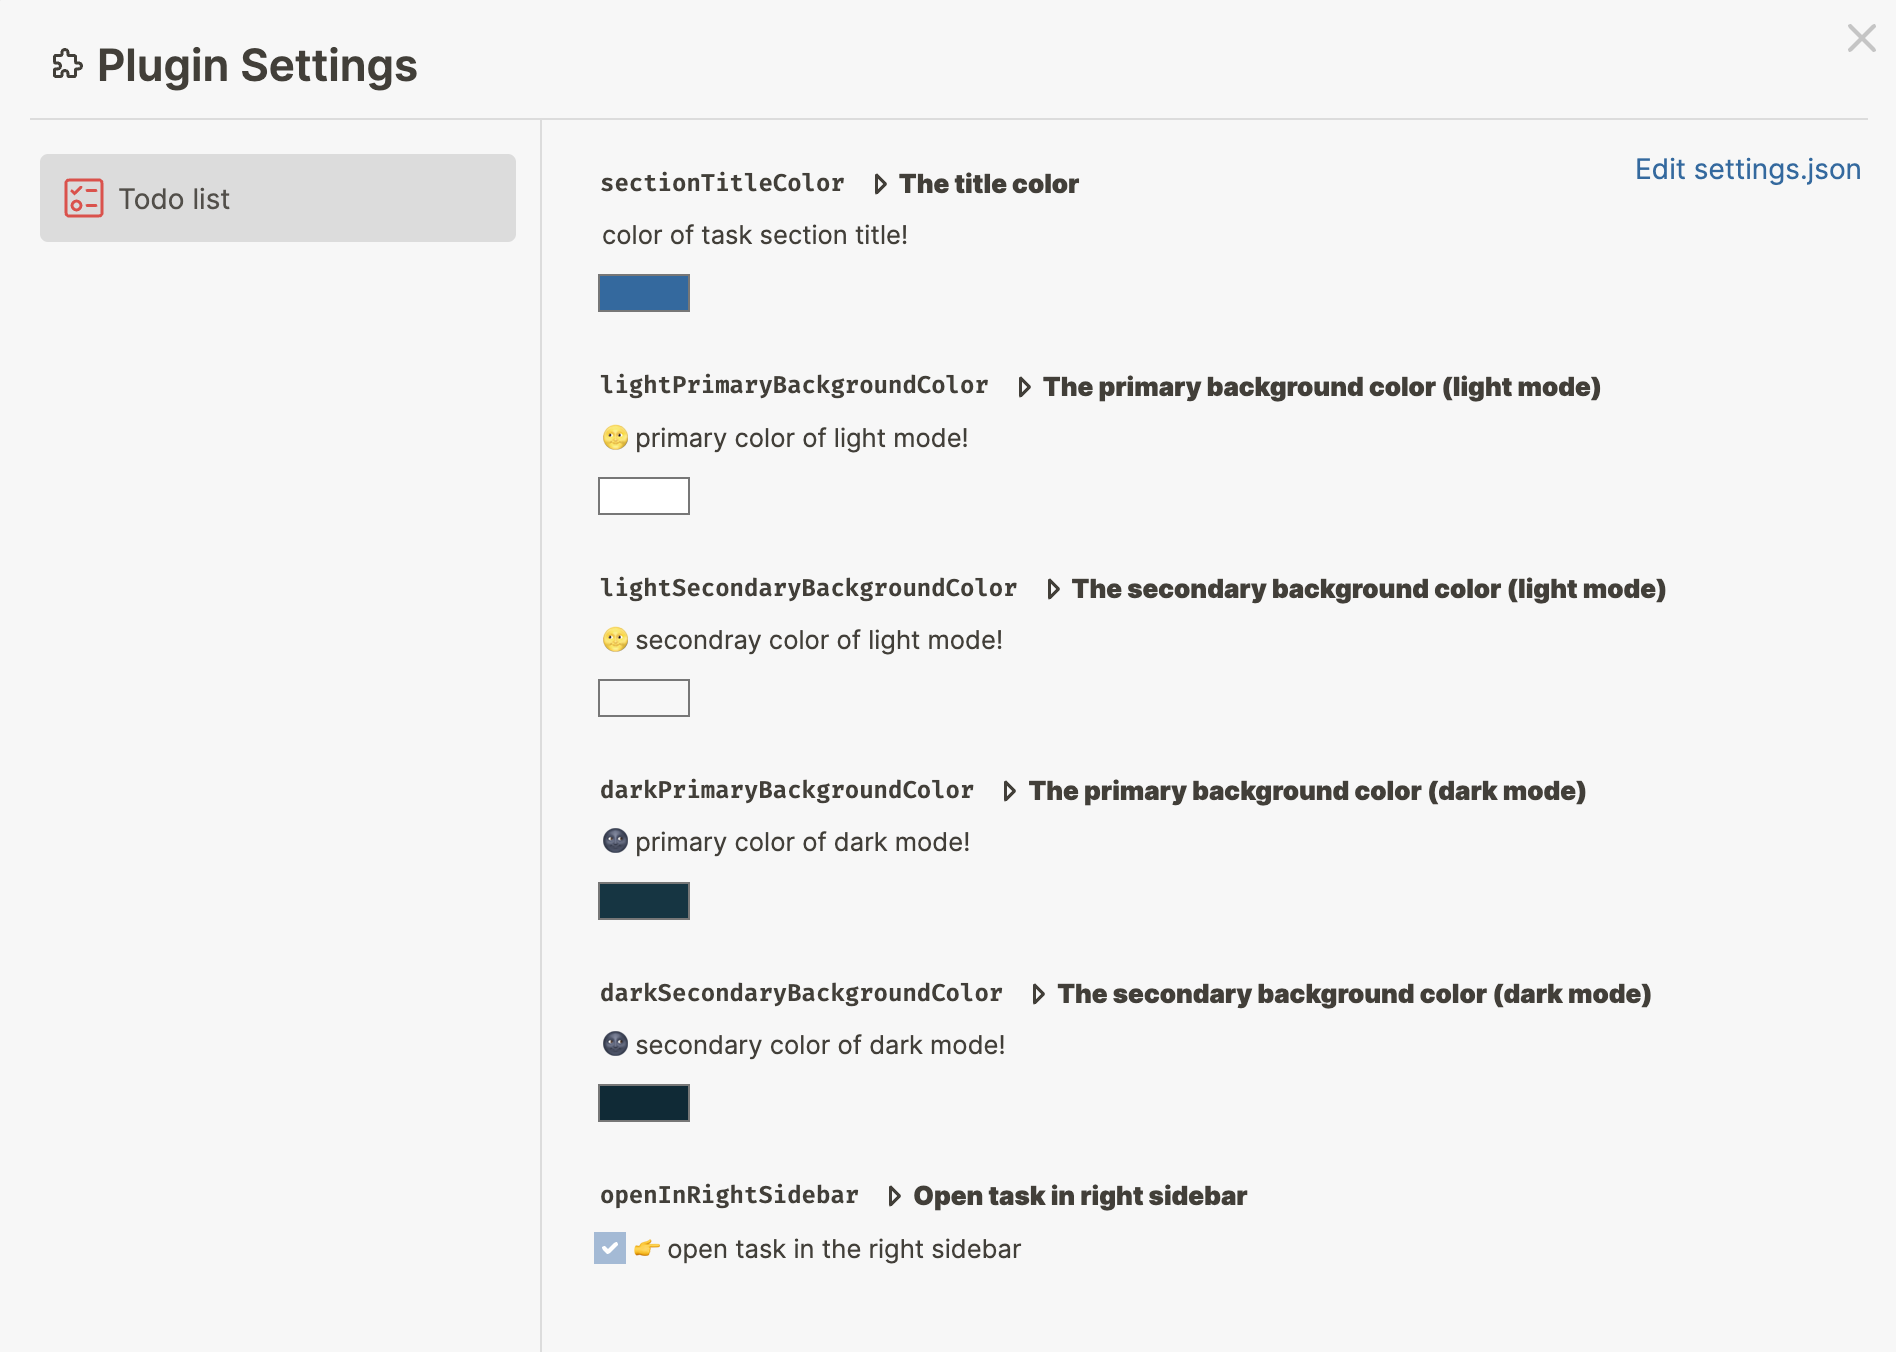 Plugin Settings
Todo list
Edit settings.json
sectionTitleColor The title color
color of task section title!
lightPrimaryBackgroundColor The primary background color (light mode)
🌝 primary color of light mode!
lightSecondaryBackgroundColor The secondary background color (light mode)
🌝 secondray color of light mode!
darkPrimaryBackgroundColor The primary background color (dark mode)
🌚 primary color of dark mode!
darkSecondaryBackgroundColor The secondary background color (dark mode)
🌚 secondary color of dark mode!
openInRightSidebar Open task in right sidebar
👉 open task in the right sidebar